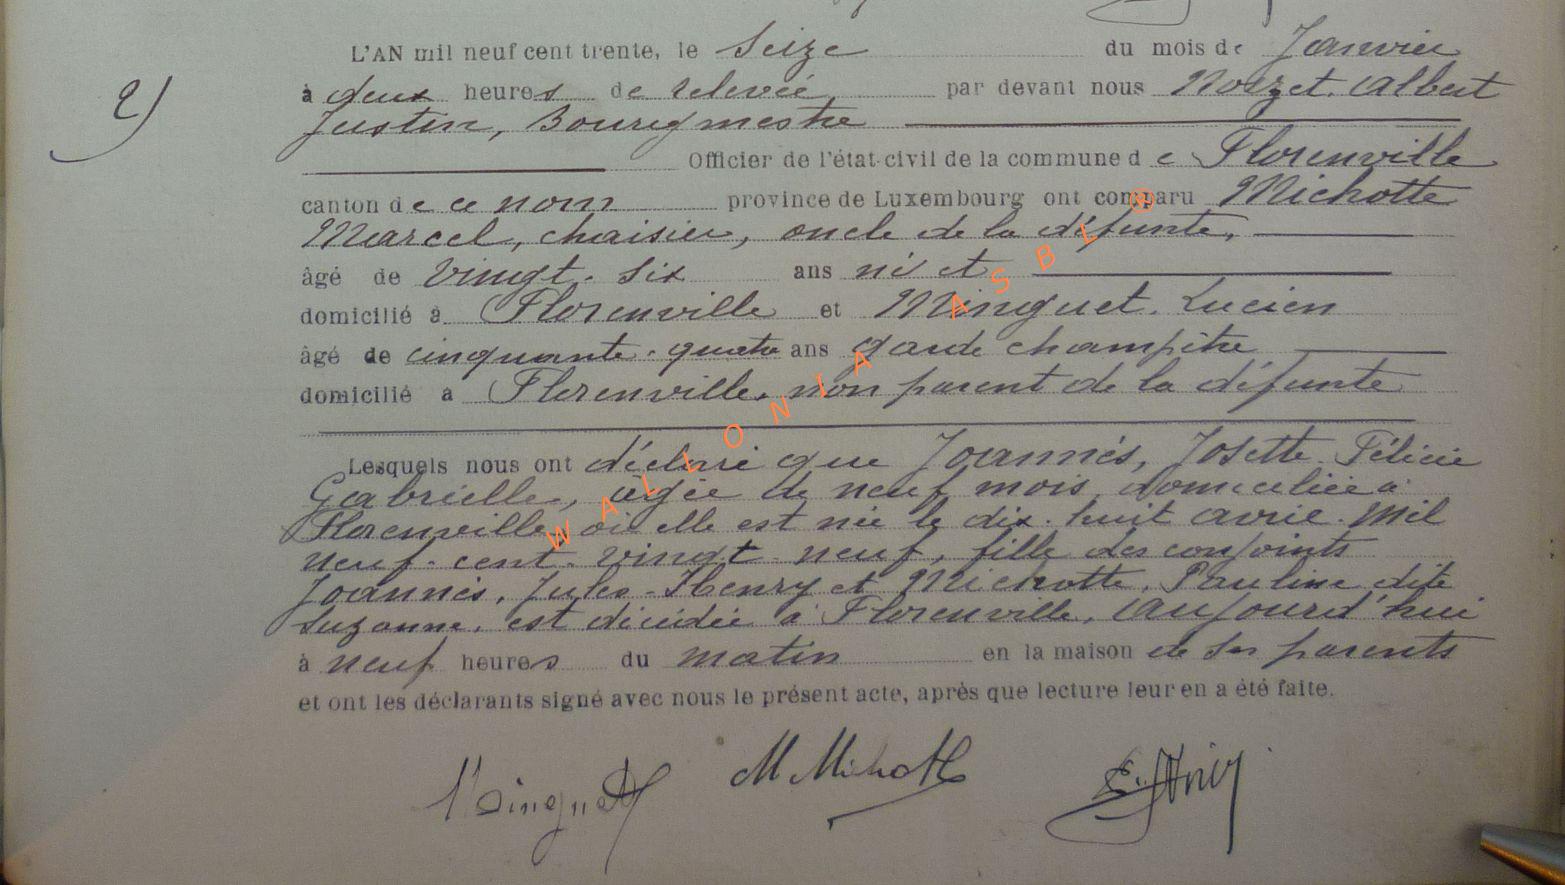 2)
L'AN mil neuf cent trente, le Seize du mois de Janvier
à deux heures de relevée par devant nous Nozet. Albert
Justin, Bourgmestre
Officier de l'état-civil de la commune de Florenville
canton de ce nom province de Luxembourg ont comparu Michotte
Marcel, chaisier, oncle de la défunte,
âgé de vingt-six ans né et
domicilié à Florenville et Minguet. Lucien
âgé de cinquante-quatre ans garde champêtre
domicilié à Florenville, non parent de la défunte
Lesquels nous ont déclaré que Joannès, Josette Félicie
Gabrielle, âgée de neuf mois, domiciliée à
Florenville où elle est née le dix-huit avril mil
neuf-cent-vingt-neuf, fille des conjoints
Joannès, Jules-Henry et Michotte, Pauline dite
Suzanne, est décédée à Florenville, aujourd'hui
à neuf heures du matin en la maison de ses parents
et ont les déclarants signé avec nous le présent acte, après que lecture leur en a été faite.
Minguet M Michotte
WALLONIA ASBL ®